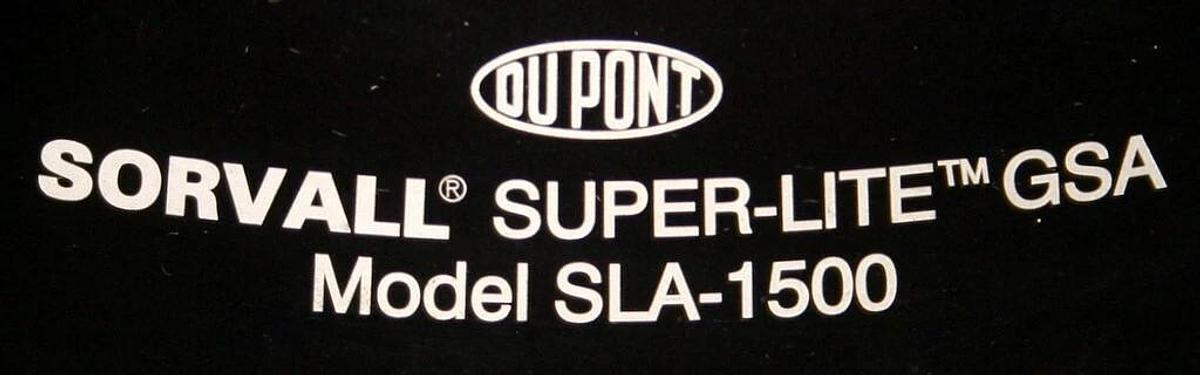 DU PONT
SORVALL® SUPER-LITE™ GSA
Model SLA-1500